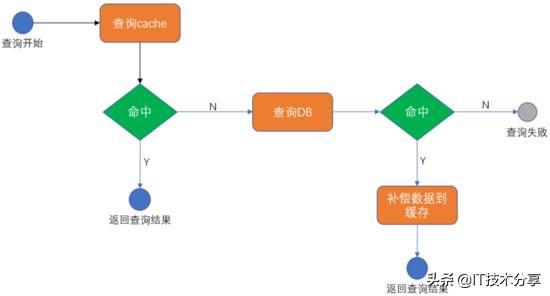 查询开始
查询cache
命中
N
查询DB
命中
N
查询失败
Y
返回查询结果
Y
补偿数据到
缓存
返回查询结果
头条 @IT技术分享